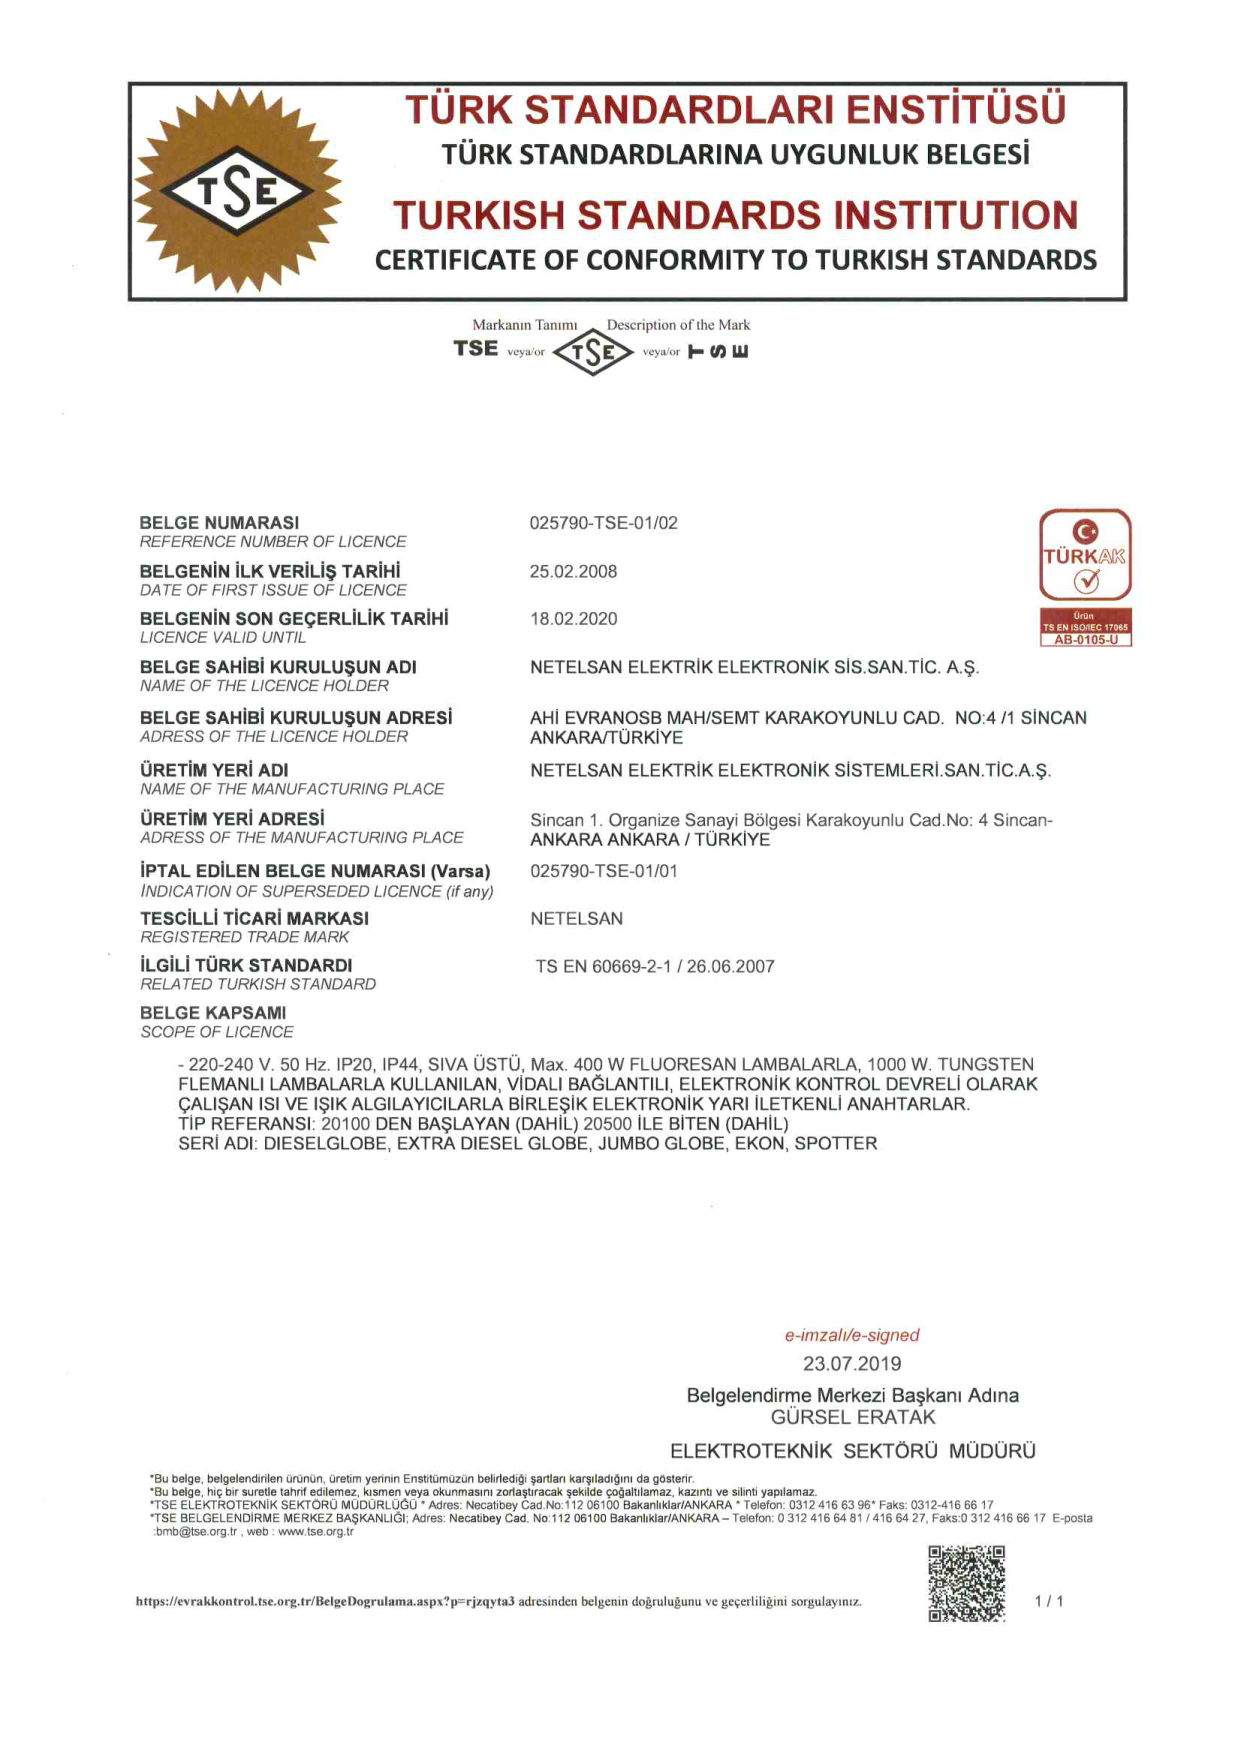 TÜRK STANDARDLARI ENSTİTÜSÜ
TÜRK STANDARDLARINA UYGUNLUK BELGESİ
TURKISH STANDARDS INSTITUTION
CERTIFICATE OF CONFORMITY TO TURKISH STANDARDS
TSE
Markanın Tanımı Description of the Mark
TSE veya/or TSE veya/or TSE
BELGE NUMARASI 025790-TSE-01/02
REFERENCE NUMBER OF LICENCE
BELGENİN İLK VERİLİŞ TARİHİ 25.02.2008
DATE OF FIRST ISSUE OF LICENCE
BELGENİN SON GEÇERLİLİK TARİHİ 18.02.2020
LICENCE VALID UNTIL
TÜRKAK
Ürün
TS EN ISO/IEC 17065
AB-0105-U
BELGE SAHİBİ KURULUŞUN ADI NETELSAN ELEKTRİK ELEKTRONİK SİS.SAN.TİC. A.Ş.
NAME OF THE LICENCE HOLDER
BELGE SAHİBİ KURULUŞUN ADRESİ AHİ EVRANOSB MAH/SEMT KARAKOYUNLU CAD. NO:4 /1 SİNCAN
ADRESS OF THE LICENCE HOLDER ANKARA/TÜRKİYE
ÜRETİM YERİ ADI NETELSAN ELEKTRİK ELEKTRONİK SİSTEMLERİ.SAN.TİC.A.Ş.
NAME OF THE MANUFACTURING PLACE
ÜRETİM YERİ ADRESİ Sincan 1. Organize Sanayi Bölgesi Karakoyunlu Cad.No: 4 Sincan-
ADRESS OF THE MANUFACTURING PLACE ANKARA ANKARA / TÜRKİYE
İPTAL EDİLEN BELGE NUMARASI (Varsa) 025790-TSE-01/01
INDICATION OF SUPERSEDED LICENCE (if any)
TESCİLLİ TİCARİ MARKASI NETELSAN
REGISTERED TRADE MARK
İLGİLİ TÜRK STANDARDI TS EN 60669-2-1 / 26.06.2007
RELATED TURKISH STANDARD
BELGE KAPSAMI
SCOPE OF LICENCE
- 220-240 V. 50 Hz. IP20, IP44, SIVA ÜSTÜ, Max. 400 W FLUORESAN LAMBALARLA, 1000 W. TUNGSTEN
FLEMANLI LAMBALARLA KULLANILAN, VİDALI BAĞLANTILI, ELEKTRONİK KONTROL DEVRELİ OLARAK
ÇALIŞAN ISI VE IŞIK ALGILAYICILARLA BİRLEŞİK ELEKTRONİK YARI İLETKENLİ ANAHTARLAR.
TİP REFERANSI: 20100 DEN BAŞLAYAN (DAHİL) 20500 İLE BİTEN (DAHİL)
SERİ ADI: DIESELGLOBE, EXTRA DIESEL GLOBE, JUMBO GLOBE, EKON, SPOTTER
e-imzalı/e-signed
23.07.2019
Belgelendirme Merkezi Başkanı Adına
GÜRSEL ERATAK
ELEKTROTEKNİK SEKTÖRÜ MÜDÜRÜ
*Bu belge, belgelendirilen ürünün, üretim yerinin Enstitümüzün belirlediği şartları karşıladığını da gösterir.
*Bu belge, hiç bir suretle tahrif edilemez, kısmen veya okunmasını zorlaştıracak şekilde çoğaltılamaz, kazıntı ve silinti yapılamaz.
*TSE ELEKTROTEKNİK SEKTÖRÜ MÜDÜRLÜĞÜ * Adres: Necatibey Cad.No:112 06100 Bakanlıklar/ANKARA * Telefon: 0312 416 63 96* Faks: 0312-416 66 17
*TSE BELGELENDİRME MERKEZ BAŞKANLIĞI; Adres: Necatibey Cad. No:112 06100 Bakanlıklar/ANKARA – Telefon: 0 312 416 64 81 / 416 64 27, Faks:0 312 416 66 17 E-posta
:bmb@tse.org.tr , web : www.tse.org.tr
https://evrakkontrol.tse.org.tr/BelgeDogrulama.aspx?p=rjzqyta3 adresinden belgenin doğruluğunu ve geçerliliğini sorgulayınız.
1 / 1